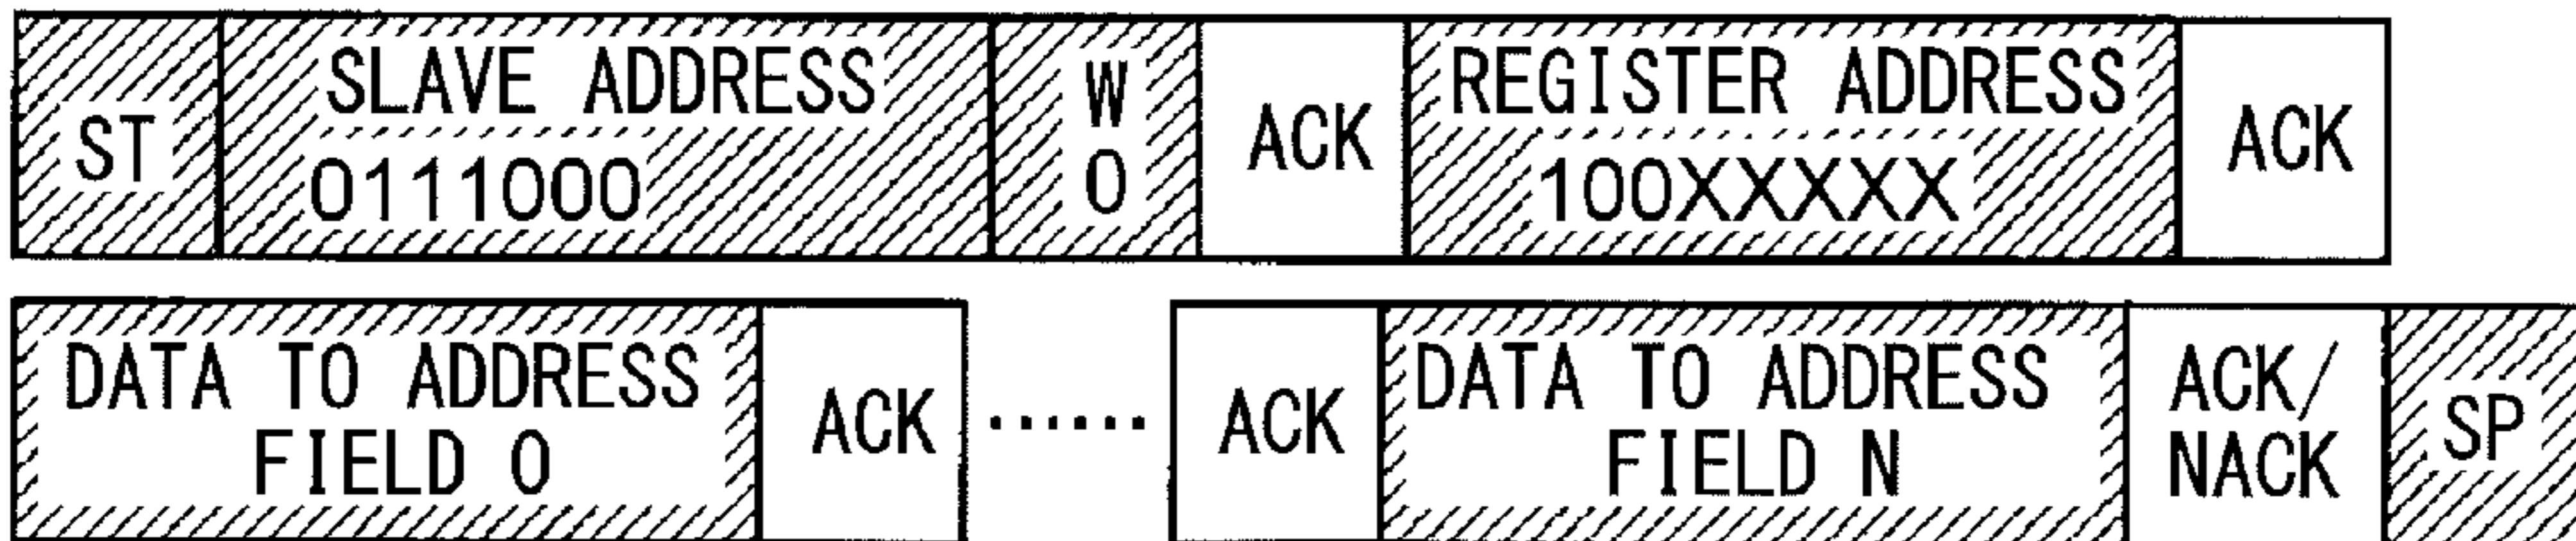 ST SLAVE ADDRESS W ACK REGISTER ADDRESS ACK
0111000 0 100XXXXX
DATA TO ADDRESS ACK ...... ACK DATA TO ADDRESS ACK/ SP
FIELD 0 FIELD N NACK